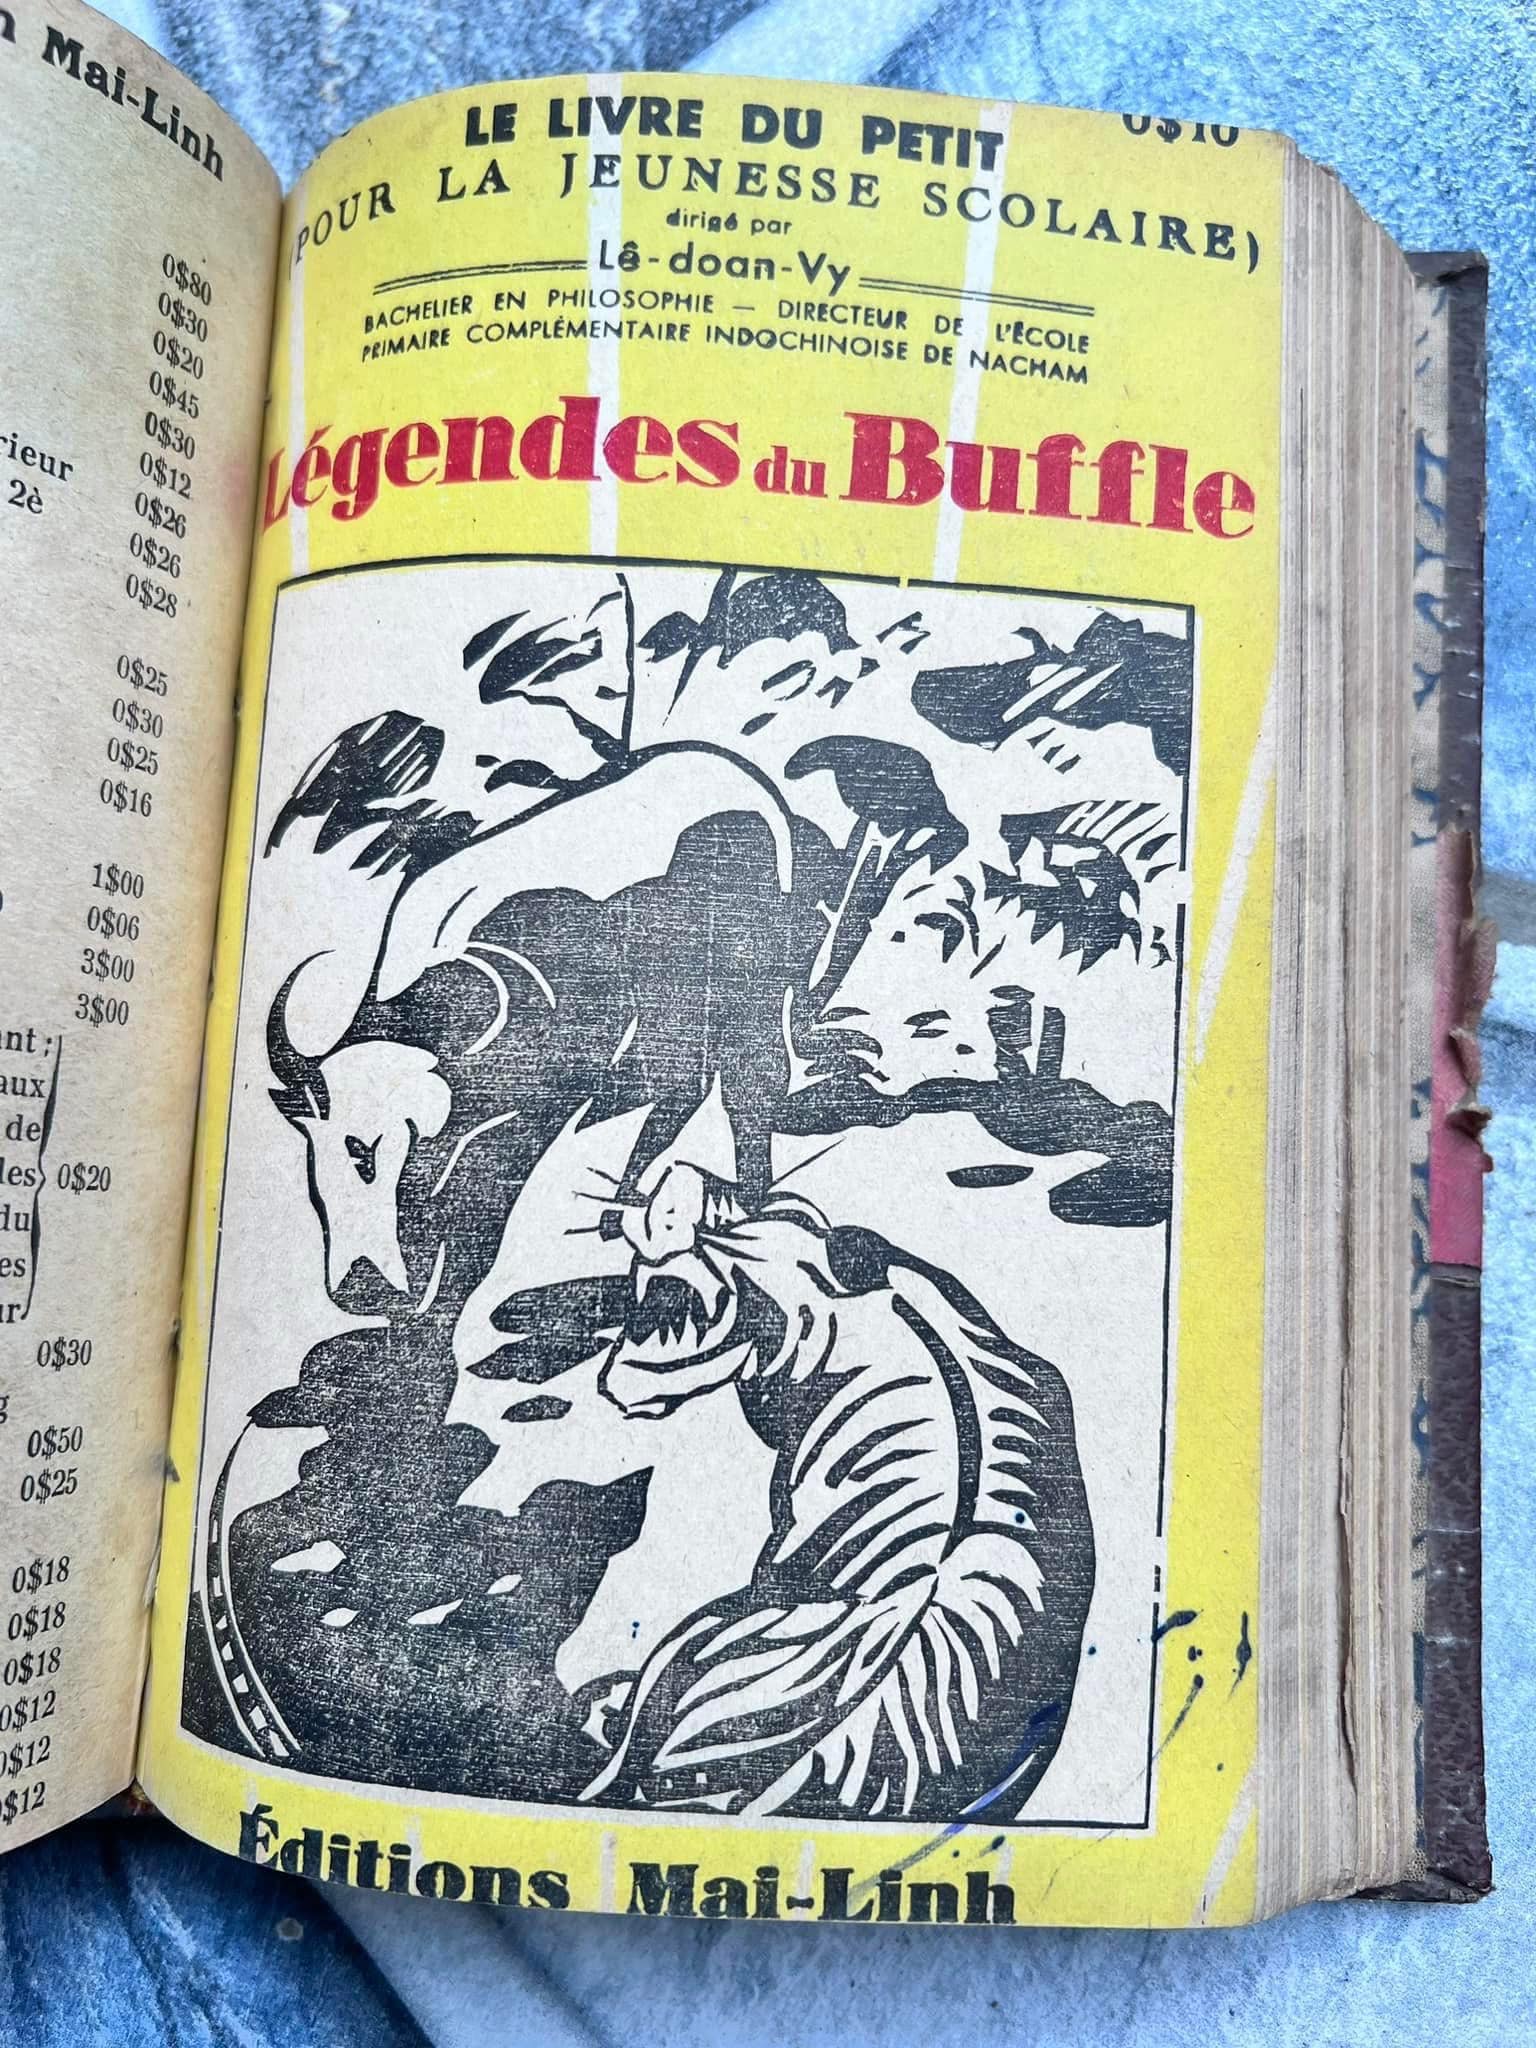 Mai-Linh
0$80
0$30
0$20
0$45
0$30
rieur 0$12
2è 0$26
0$26
0$28
0$25
0$30
0$25
0$16
1$00
0$06
3$00
3$00
ant ;
aux
de
les 0$20
du
es
ur
0$30
g
0$50
0$25
0$18
0$18
0$18
0$12
0$12
0$12
LE LIVRE DU PETIT 0$10
(POUR LA JEUNESSE SCOLAIRE)
dirigé par
Lê-doan-Vy
BACHELIER EN PHILOSOPHIE — DIRECTEUR DE L'ÉCOLE
PRIMAIRE COMPLÉMENTAIRE INDOCHINOISE DE NACHAM
Légendes du Buffle
Éditions Mai-Linh